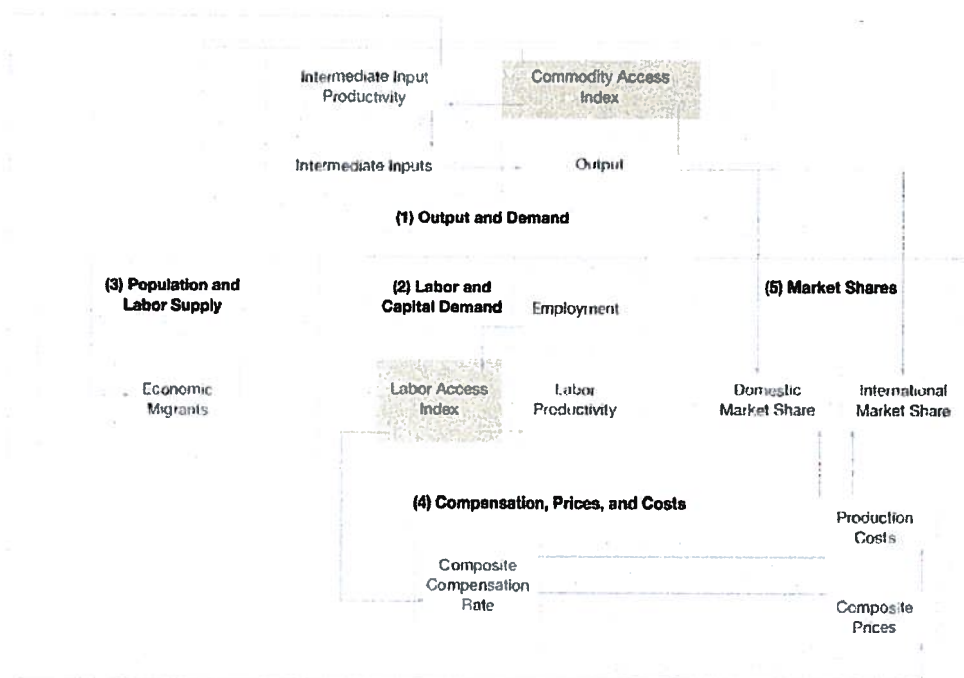 Intermediate Input
Productivity
Commodity Access
Index
Intermediate Inputs
Output
(1) Output and Demand
(3) Population and
Labor Supply
(2) Labor and
Capital Demand
Employment
(5) Market Shares
Economic
Migrants
Labor Access
Index
Labor
Productivity
Domestic
Market Share
International
Market Share
(4) Compensation, Prices, and Costs
Production
Costs
Composite
Compensation
Rate
Composite
Prices